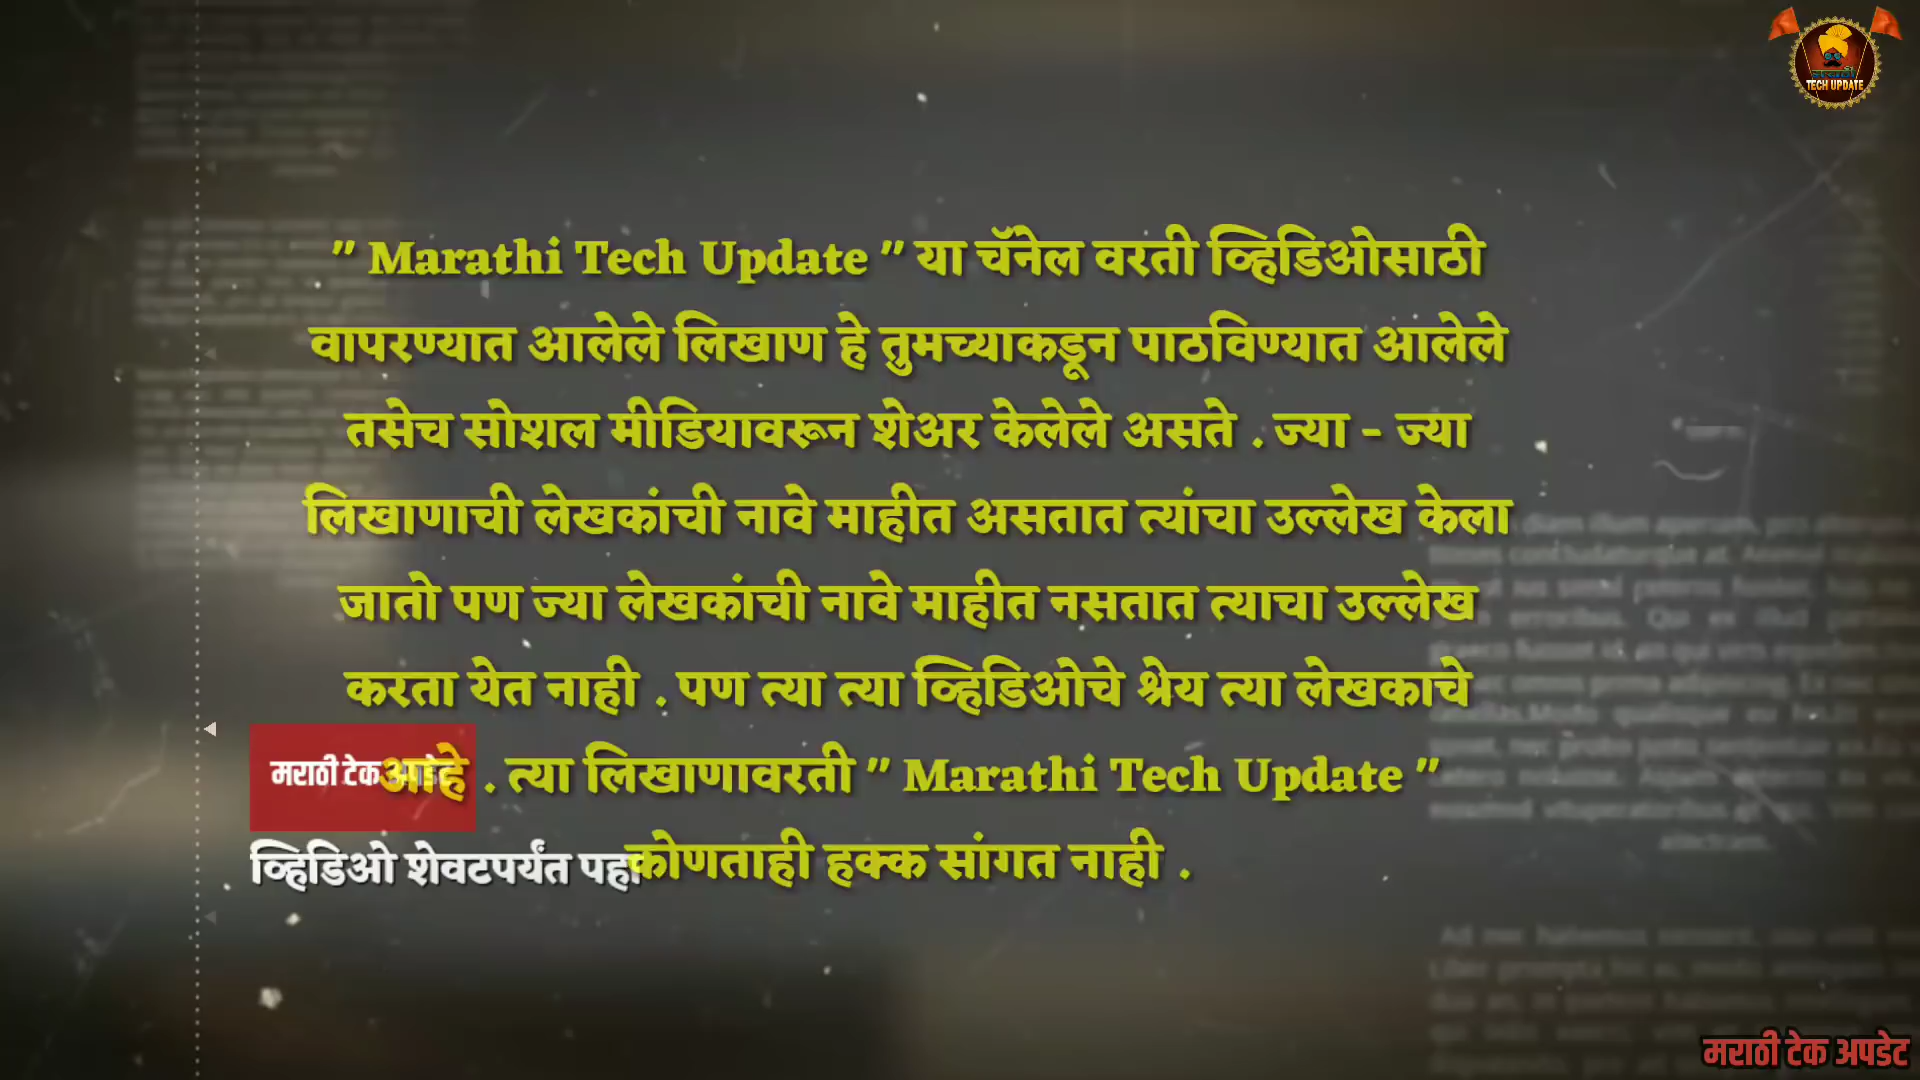 TECH UPDATE
" Marathi Tech Update " या चॅनेल वरती व्हिडिओसाठी
वापरण्यात आलेले लिखाण हे तुमच्याकडून पाठविण्यात आलेले
तसेच सोशल मीडियावरून शेअर केलेले असते . ज्या - ज्या
लिखाणाची लेखकांची नावे माहीत असतात त्यांचा उल्लेख केला
जातो पण ज्या लेखकांची नावे माहीत नसतात त्याचा उल्लेख
करता येत नाही . पण त्या त्या व्हिडिओचे श्रेय त्या लेखकाचे
आहे . त्या लिखाणावरती " Marathi Tech Update "
कोणताही हक्क सांगत नाही .
मराठी टेक अपडेट
व्हिडिओ शेवटपर्यंत पहा
मराठी टेक अपडेट